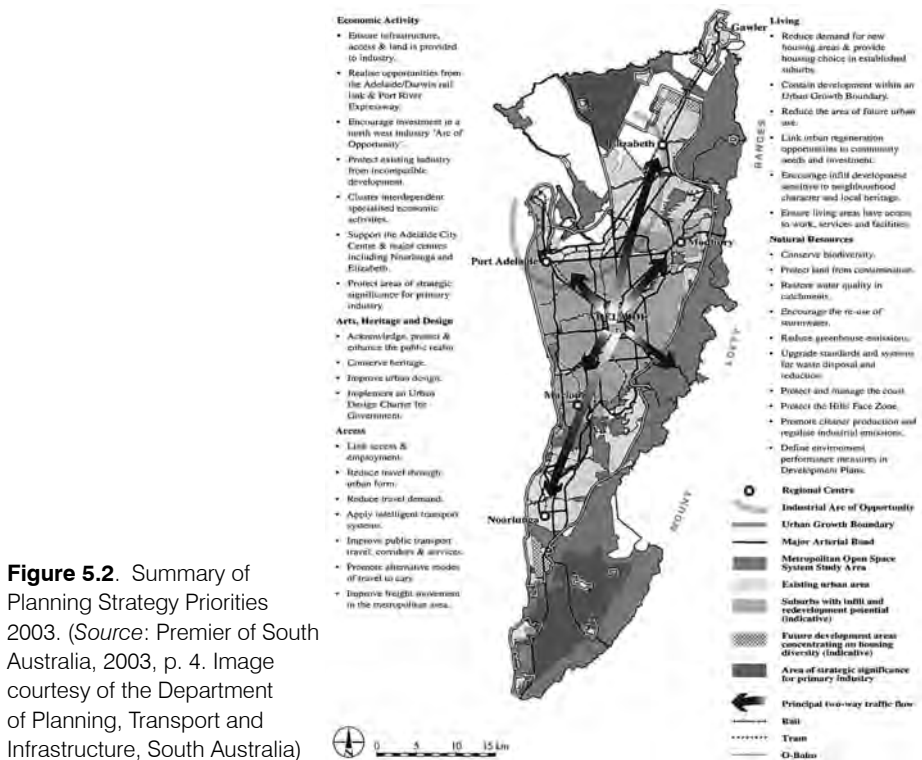 Economic Activity
• Ensure infrastructure,
access & land is provided
to industry.
• Realise opportunities from
the Adelaide/Darwin rail
link & Port River
Expressway.
• Encourage investment in a
north west industry 'Arc of
Opportunity'.
• Protect existing industry
from incompatible
development.
• Cluster interdependent
specialised economic
activities.
• Support the Adelaide City
Centre & major centres
including Noarlunga and
Elizabeth.
• Protect areas of strategic
significance for primary
industry.
Arts, Heritage and Design
• Acknowledge, protect &
enhance the public realm
• Conserve heritage.
• Improve urban design.
• Implement an Urban
Design Charter for
Government.
Access
• Link access &
employment.
• Reduce travel through
urban form.
• Reduce travel demand.
• Apply intelligent transport
systems.
• Improve public transport
travel, corridors & services.
• Promote alternative modes
of travel to cars.
• Improve freight movement
in the metropolitan area.
Gawler
Elizabeth
Modbury
Port Adelaide
ADELAIDE
Marion
Noarlunga
MOUNT
LOFTY
RANGES
Living
• Reduce demand for new
housing areas & provide
housing choice in established
suburbs.
• Contain development within an
Urban Growth Boundary.
• Reduce the area of future urban
use.
• Link urban regeneration
opportunities to community
needs and investment.
• Encourage infill development
sensitive to neighbourhood
character and local heritage.
• Ensure living areas have access
to work, services and facilities.
Natural Resources
• Conserve biodiversity.
• Protect land from contamination.
• Restore water quality in
catchments.
• Encourage the re-use of
stormwater.
• Reduce greenhouse emissions.
• Upgrade standards and systems
for waste disposal and
reduction.
• Protect and manage the coast.
• Protect the Hills' Face Zone.
• Promote cleaner production and
regulate industrial emissions.
• Define environment
performance measures in
Development Plans.
Regional Centre
Industrial Arc of Opportunity
Urban Growth Boundary
Major Arterial Road
Metropolitan Open Space
System Study Area
Existing urban area
Suburbs with infill and
redevelopment potential
(indicative)
Future development areas
concentrating on housing
diversity (indicative)
Area of strategic significance
for primary industry
Principal two-way traffic flow
Rail
Tram
O-Bahn
0 5 10 15 km
Figure 5.2. Summary of
Planning Strategy Priorities
2003. (Source: Premier of South
Australia, 2003, p. 4. Image
courtesy of the Department
of Planning, Transport and
Infrastructure, South Australia)